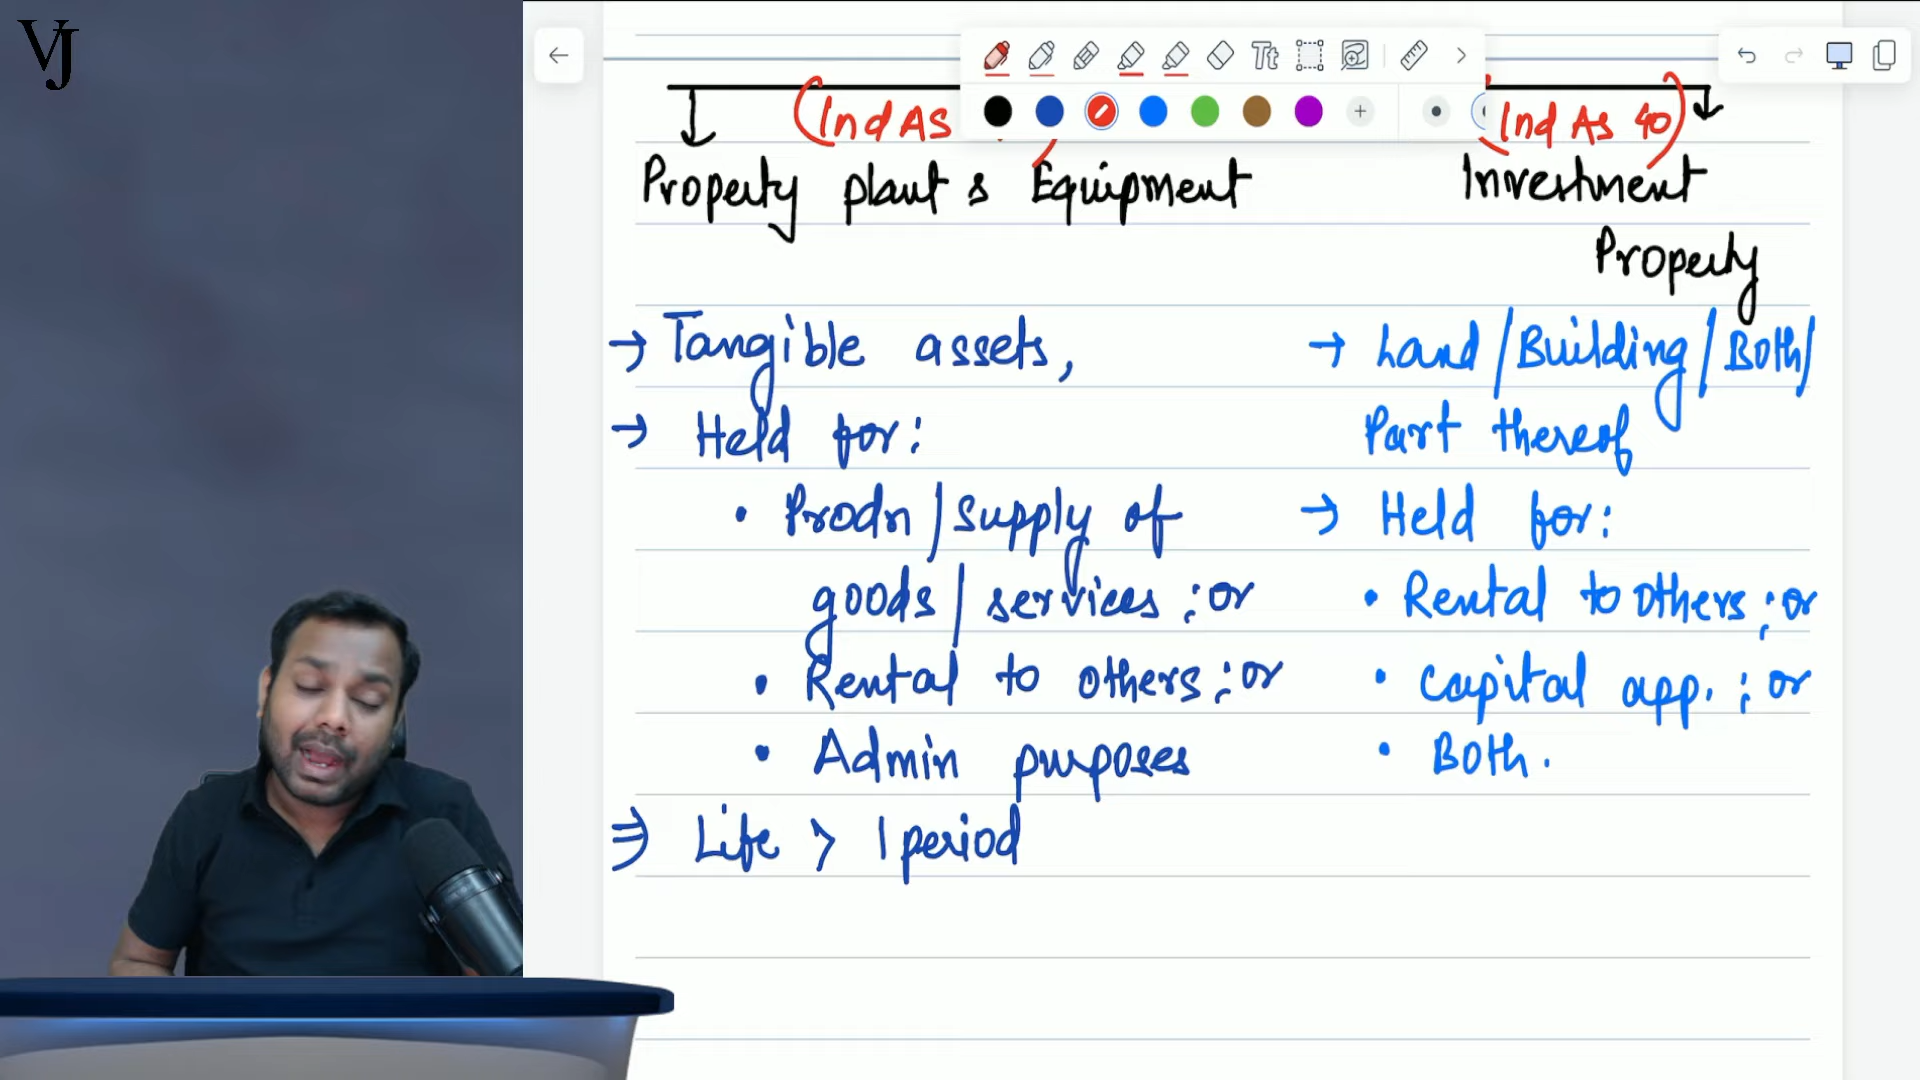 VJ
Tt
(Ind AS
(Ind AS 40)
Property plant & Equipment
Investment
Property
→ Tangible assets,
→ Held for:
• Prodn/supply of
goods/services ; or
• Rental to others ; or
• Admin purposes
⇒ Life > 1 period
→ Land/Building/Both/
Part thereof
→ Held for:
• Rental to others ; or
• Capital app. ; or
• Both.